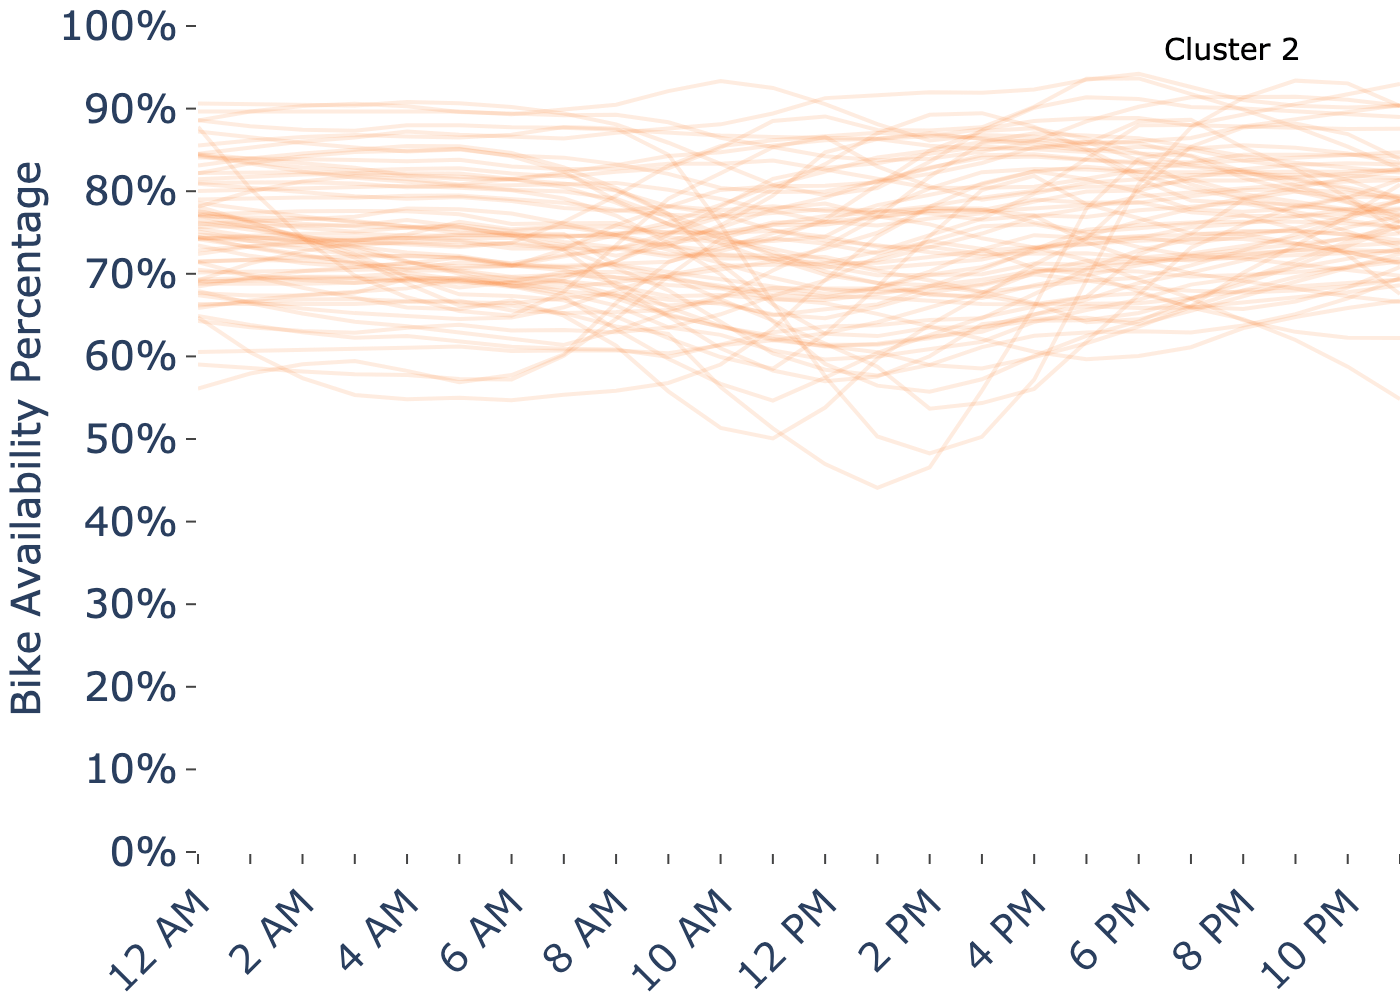 Cluster 2
Bike Availability Percentage
100%
90%
80%
70%
60%
50%
40%
30%
20%
10%
0%
12 AM
2 AM
4 AM
6 AM
8 AM
10 AM
12 PM
2 PM
4 PM
6 PM
8 PM
10 PM